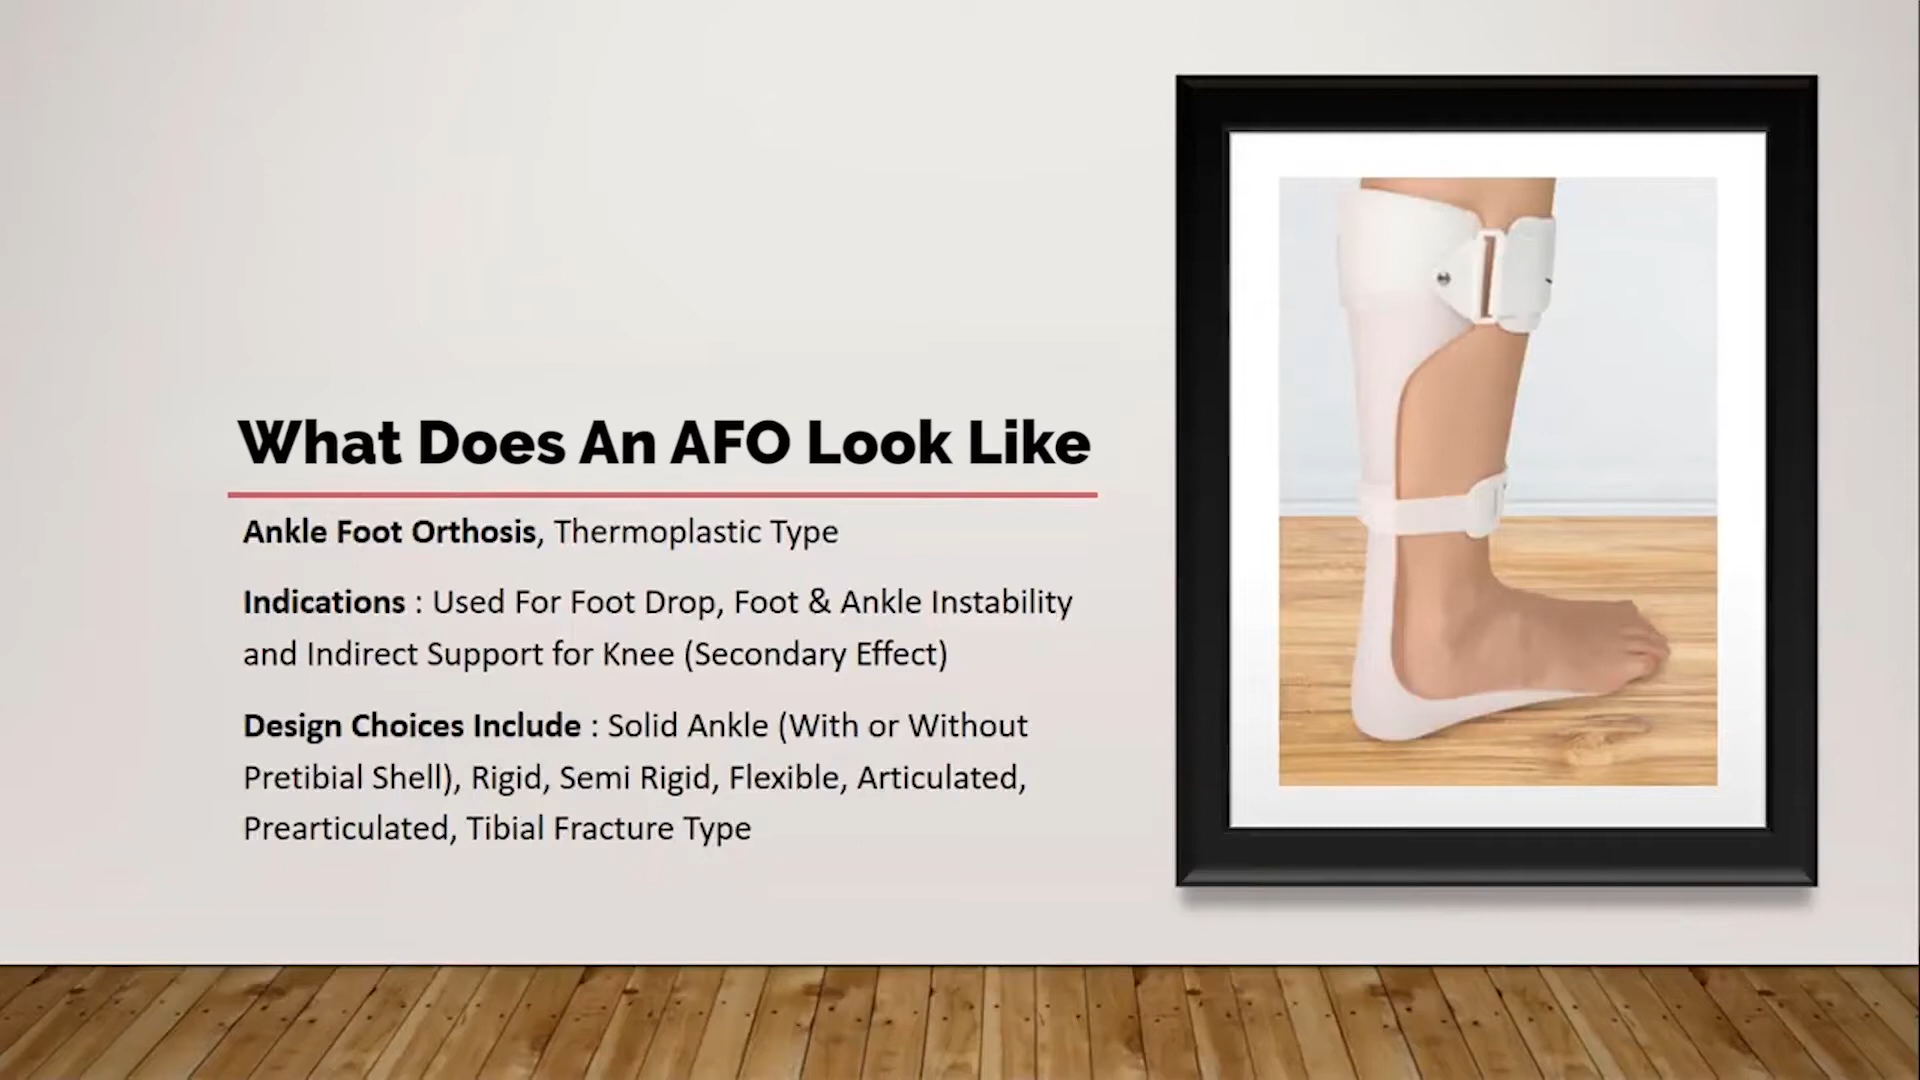 What Does An AFO Look Like
Ankle Foot Orthosis, Thermoplastic Type
Indications : Used For Foot Drop, Foot & Ankle Instability
and Indirect Support for Knee (Secondary Effect)
Design Choices Include : Solid Ankle (With or Without
Pretibial Shell), Rigid, Semi Rigid, Flexible, Articulated,
Prearticulated, Tibial Fracture Type